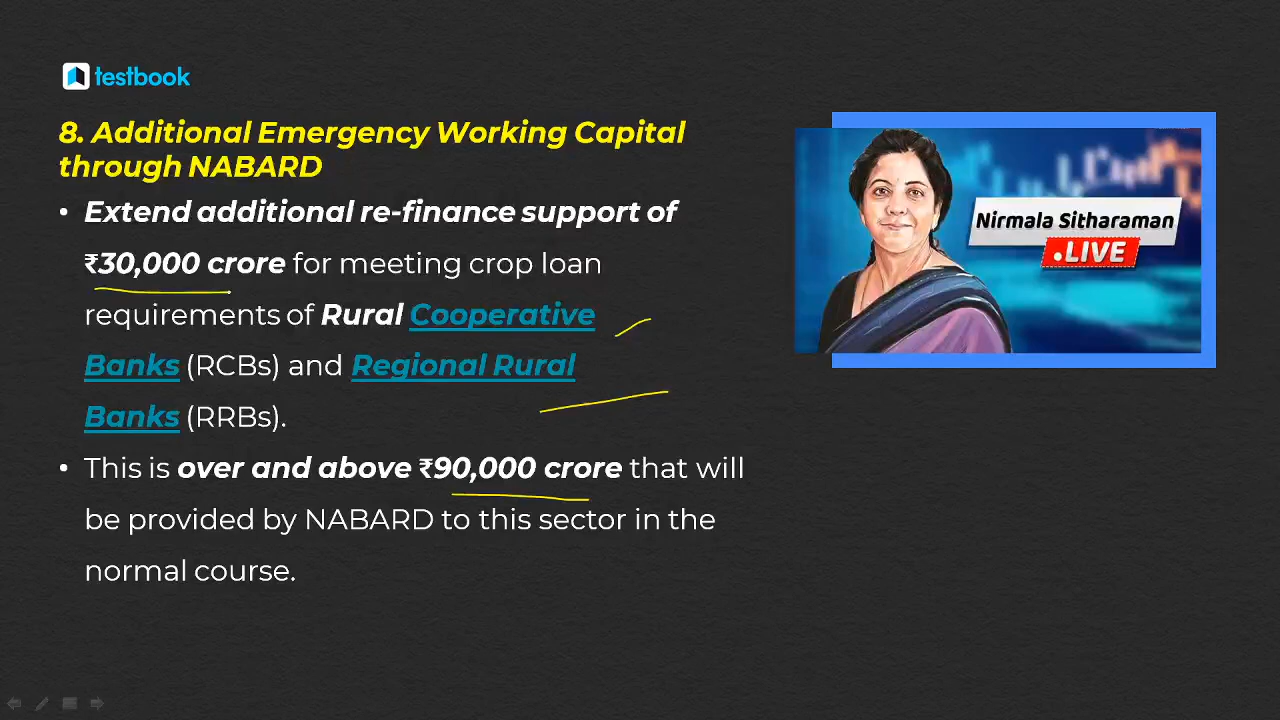 testbook
8. Additional Emergency Working Capital
through NABARD
• Extend additional re-finance support of
₹30,000 crore for meeting crop loan
requirements of Rural Cooperative
Banks (RCBs) and Regional Rural
Banks (RRBs).
• This is over and above ₹90,000 crore that will
be provided by NABARD to this sector in the
normal course.
Nirmala Sitharaman
•LIVE